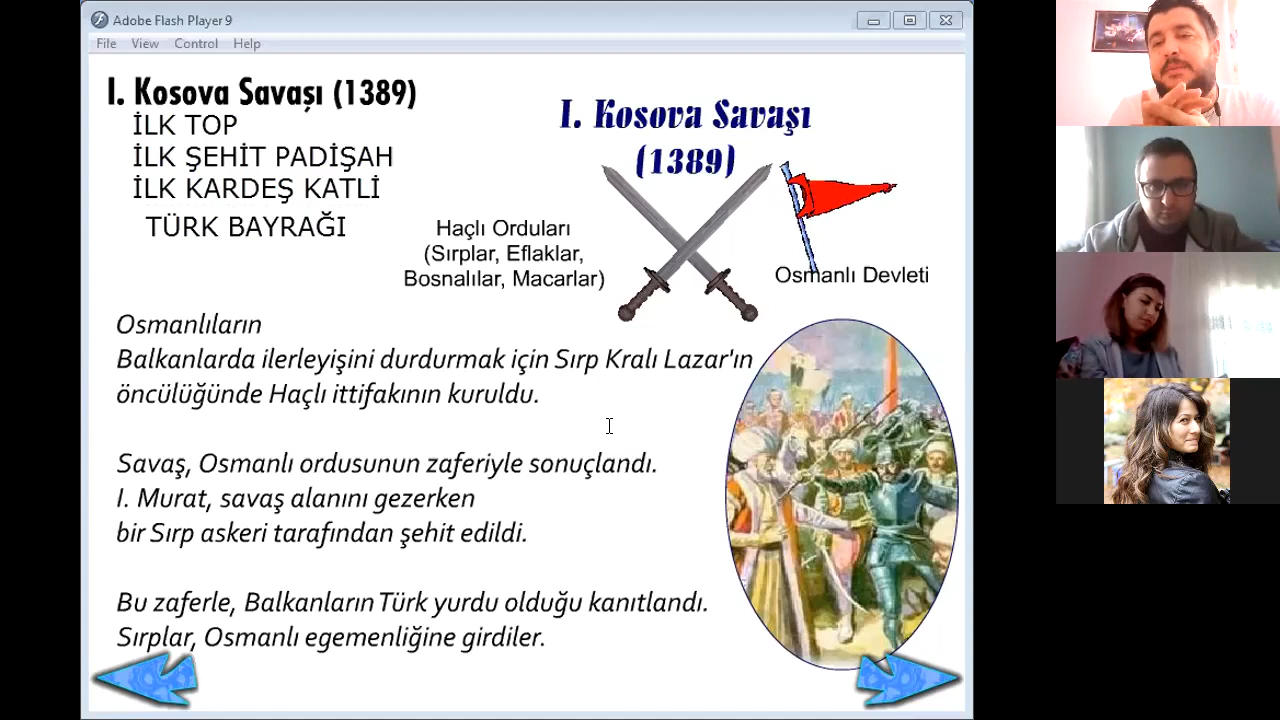 Adobe Flash Player 9
File View Control Help
I. Kosova Savaşı (1389)
İLK TOP
İLK ŞEHİT PADİŞAH
İLK KARDEŞ KATLİ
TÜRK BAYRAĞI
I. Kosova Savaşı
(1389)
Haçlı Orduları
(Sırplar, Eflaklar,
Bosnalılar, Macarlar)
Osmanlı Devleti
Osmanlıların
Balkanlarda ilerleyişini durdurmak için Sırp Kralı Lazar'ın
öncülüğünde Haçlı ittifakının kuruldu.
Savaş, Osmanlı ordusunun zaferiyle sonuçlandı.
I. Murat, savaş alanını gezerken
bir Sırp askeri tarafından şehit edildi.
Bu zaferle, Balkanların Türk yurdu olduğu kanıtlandı.
Sırplar, Osmanlı egemenliğine girdiler.